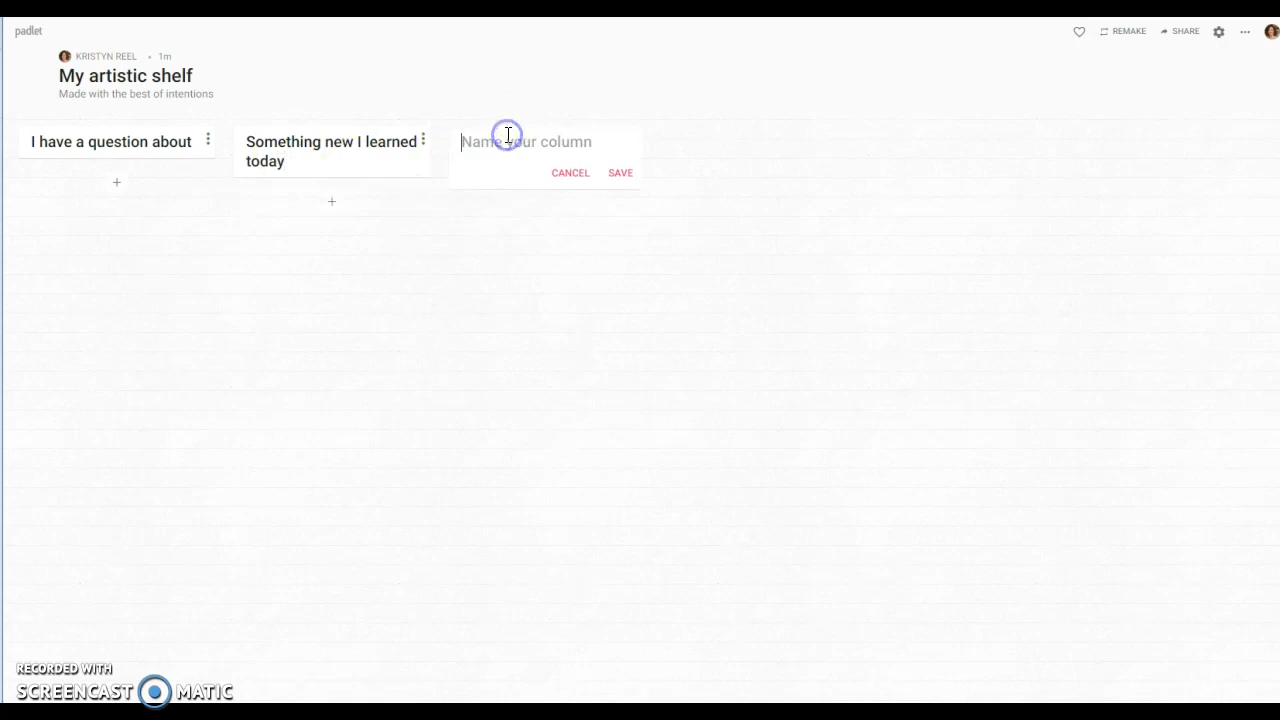 padlet
REMAKE
SHARE
KRISTYN REEL • 1m
My artistic shelf
Made with the best of intentions
I have a question about
Something new I learned
today
Name your column
CANCEL
SAVE
RECORDED WITH
SCREENCAST MATIC